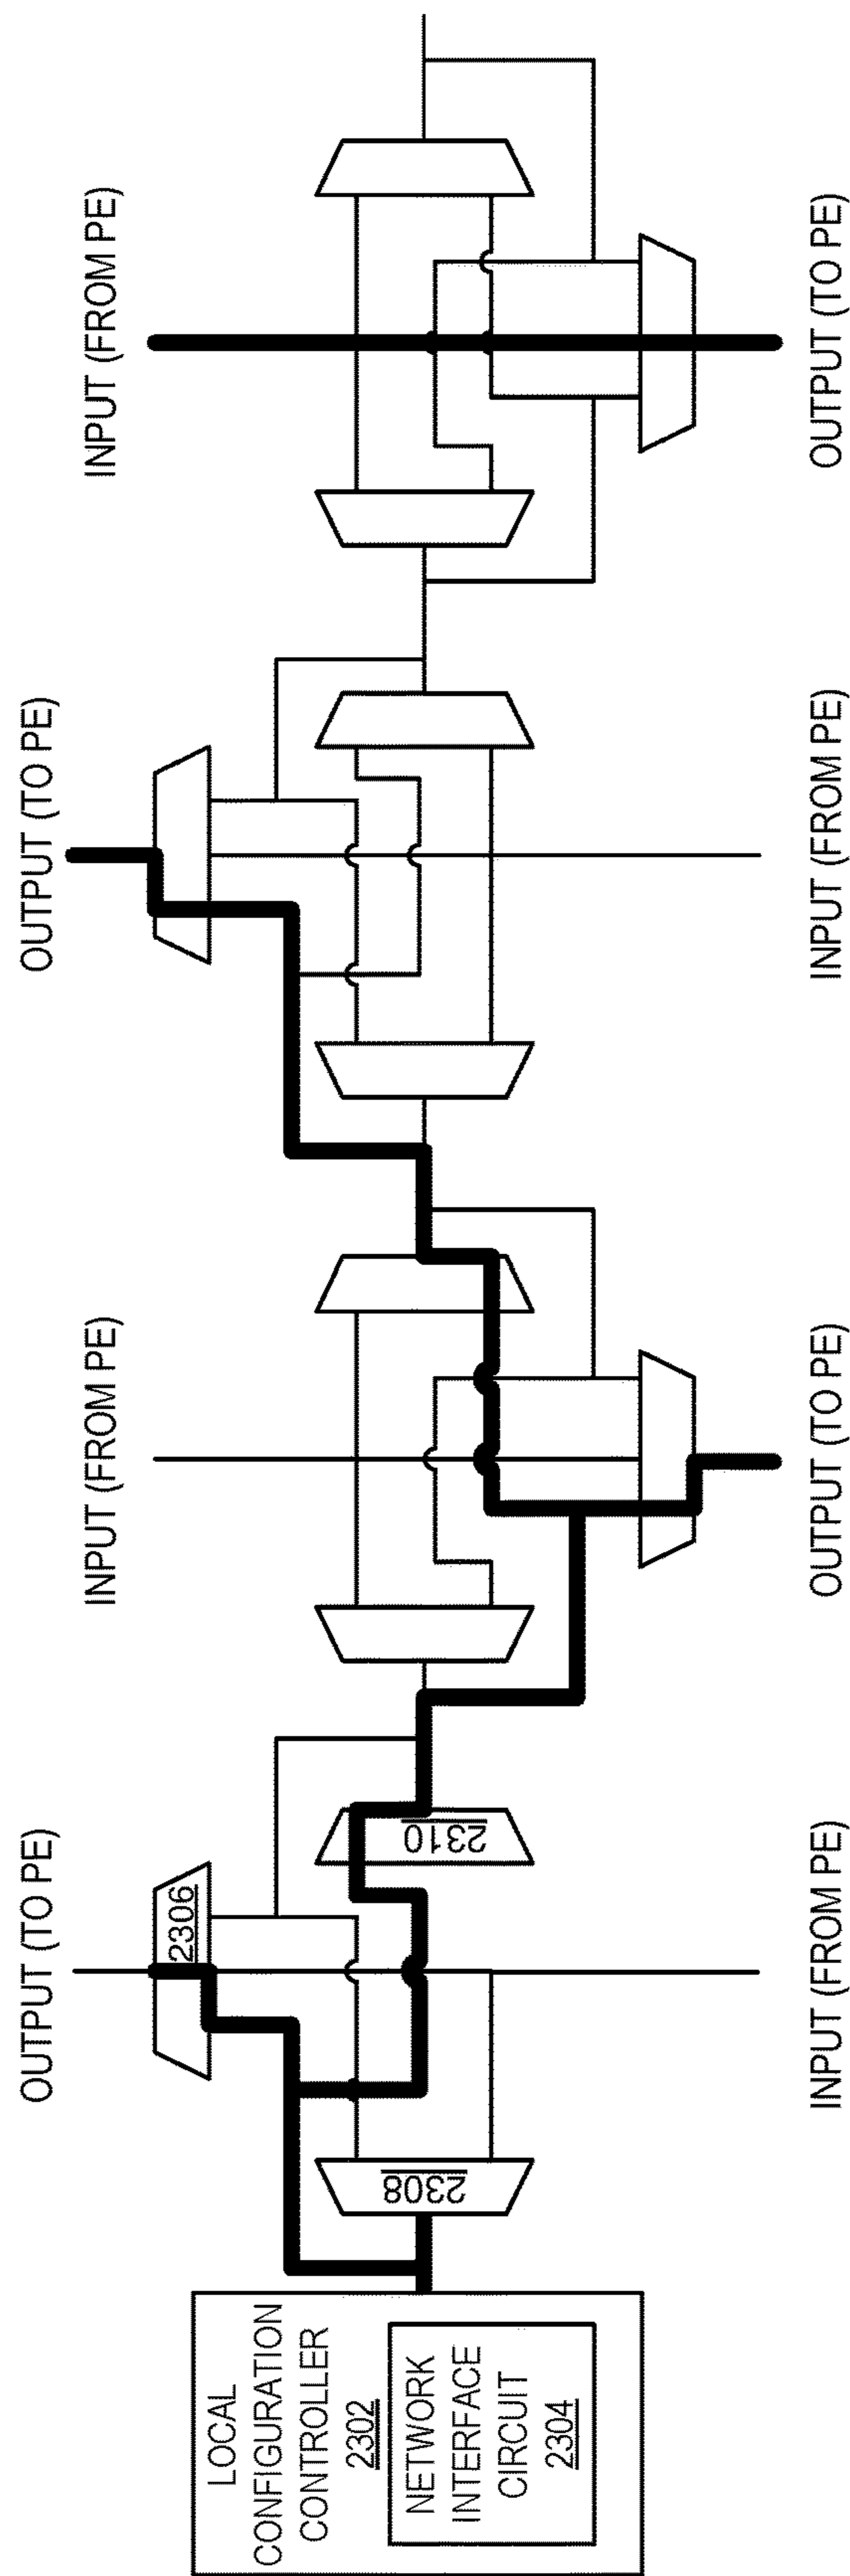 OUTPUT (TO PE)
INPUT (FROM PE)
OUTPUT (TO PE)
INPUT (FROM PE)
LOCAL
CONFIGURATION
CONTROLLER
2302
NETWORK
INTERFACE
CIRCUIT
2304
2306
2308
2310
INPUT (FROM PE)
OUTPUT (TO PE)
INPUT (FROM PE)
OUTPUT (TO PE)